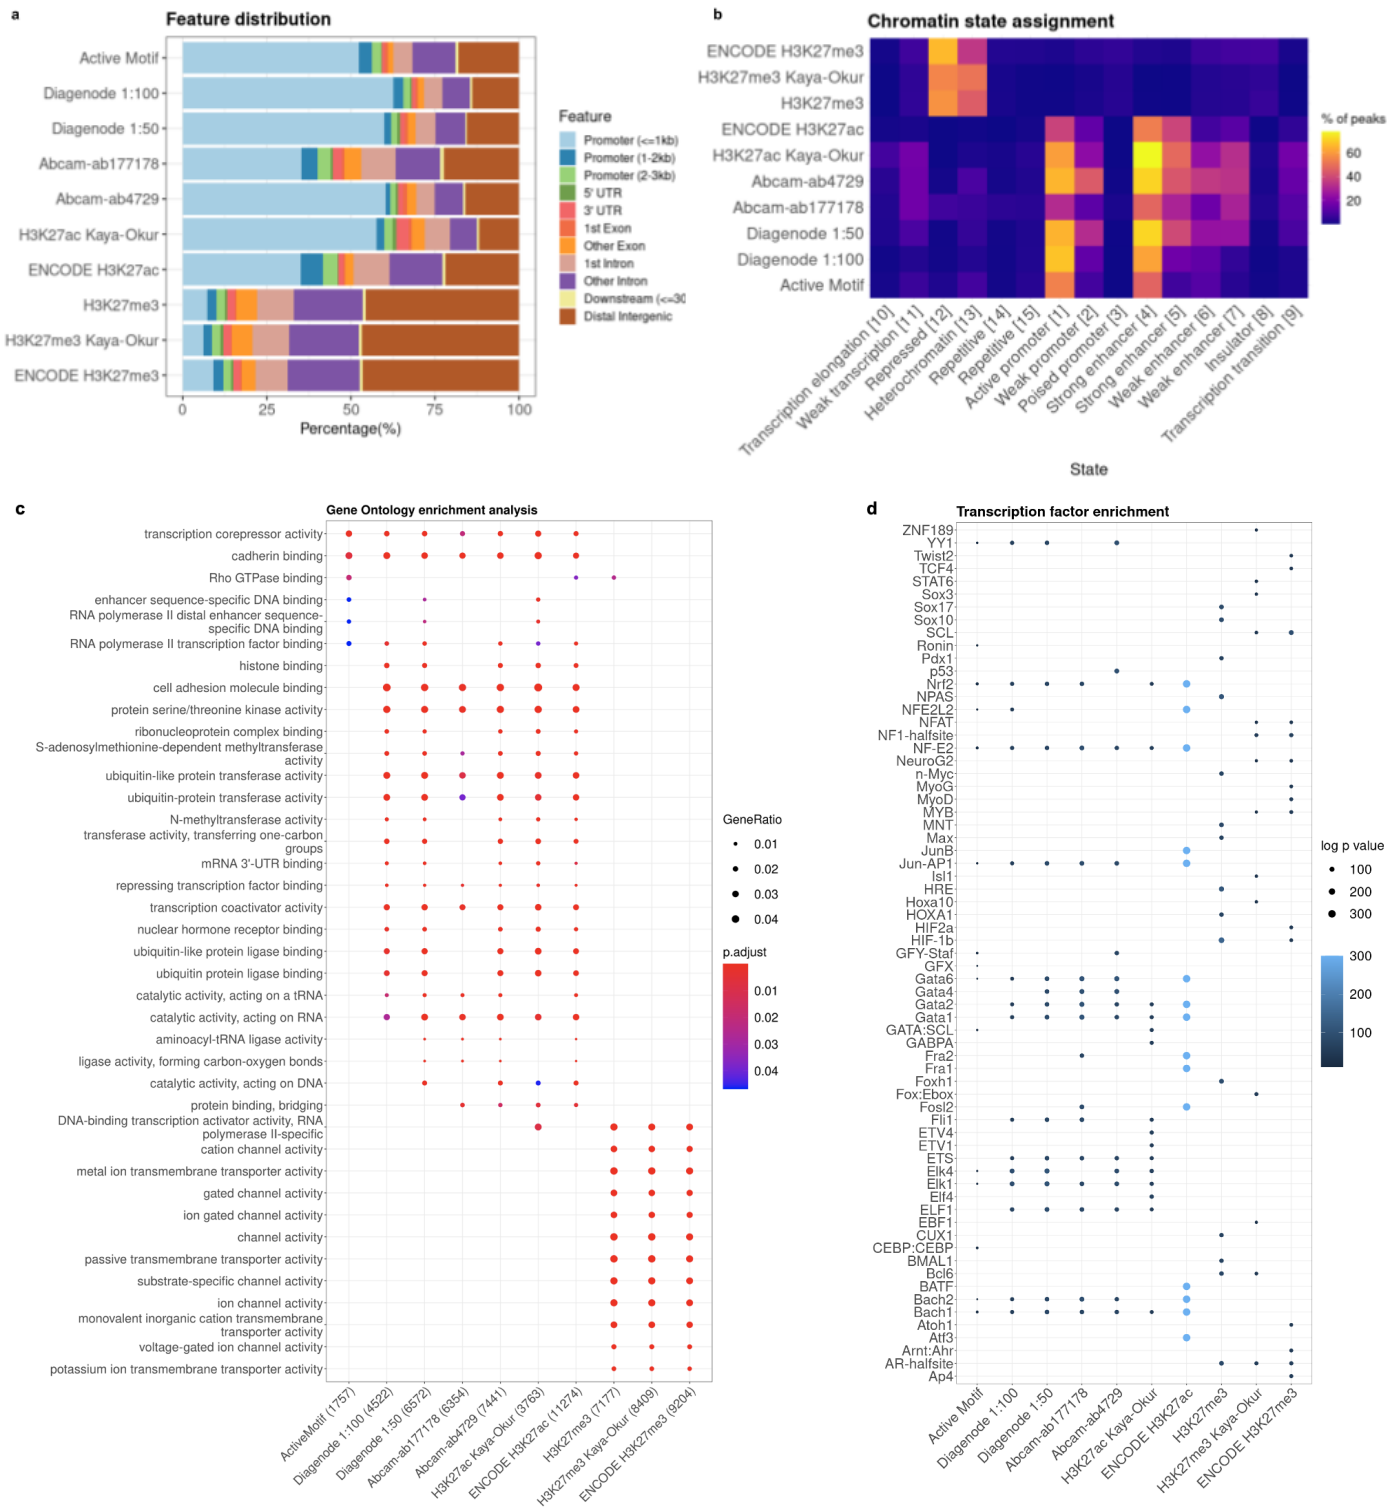 a
Feature distribution
Active Motif
Diagenode 1:100
Diagenode 1:50
Abcam-ab177178
Abcam-ab4729
H3K27ac Kaya-Okur
ENCODE H3K27ac
H3K27me3
H3K27me3 Kaya-Okur
ENCODE H3K27me3
0 25 50 75 100
Percentage(%)
Feature
Promoter (<=1kb)
Promoter (1-2kb)
Promoter (2-3kb)
5' UTR
3' UTR
1st Exon
Other Exon
1st Intron
Other Intron
Downstream (<=30
Distal Intergenic
b
Chromatin state assignment
ENCODE H3K27me3
H3K27me3 Kaya-Okur
H3K27me3
ENCODE H3K27ac
H3K27ac Kaya-Okur
Abcam-ab4729
Abcam-ab177178
Diagenode 1:50
Diagenode 1:100
Active Motif
Transcription elongation [10]
Weak transcription [11]
Repressed [12]
Heterochromatin [13]
Repetitive [14]
Repetitive [15]
Active promoter [1]
Weak promoter [2]
Poised promoter [3]
Strong enhancer [4]
Strong enhancer [5]
Weak enhancer [6]
Weak enhancer [7]
Insulator [8]
Transcription transition [9]
State
% of peaks
60
40
20
c
Gene Ontology enrichment analysis
transcription corepressor activity
cadherin binding
Rho GTPase binding
enhancer sequence-specific DNA binding
RNA polymerase II distal enhancer sequence-
specific DNA binding
RNA polymerase II transcription factor binding
histone binding
cell adhesion molecule binding
protein serine/threonine kinase activity
ribonucleoprotein complex binding
S-adenosylmethionine-dependent methyltransferase
activity
ubiquitin-like protein transferase activity
ubiquitin-protein transferase activity
N-methyltransferase activity
transferase activity, transferring one-carbon
groups
mRNA 3'-UTR binding
repressing transcription factor binding
transcription coactivator activity
nuclear hormone receptor binding
ubiquitin-like protein ligase binding
ubiquitin protein ligase binding
catalytic activity, acting on a tRNA
catalytic activity, acting on RNA
aminoacyl-tRNA ligase activity
ligase activity, forming carbon-oxygen bonds
catalytic activity, acting on DNA
protein binding, bridging
DNA-binding transcription activator activity, RNA
polymerase II-specific
cation channel activity
metal ion transmembrane transporter activity
gated channel activity
ion gated channel activity
channel activity
passive transmembrane transporter activity
substrate-specific channel activity
ion channel activity
monovalent inorganic cation transmembrane
transporter activity
voltage-gated ion channel activity
potassium ion transmembrane transporter activity
ActiveMotif (1757)
Diagenode 1:100 (4522)
Diagenode 1:50 (6572)
Abcam-ab177178 (6354)
Abcam-ab4729 (7441)
H3K27ac Kaya-Okur (3763)
ENCODE H3K27ac (11274)
H3K27me3 (7177)
H3K27me3 Kaya-Okur (8409)
ENCODE H3K27me3 (9204)
GeneRatio
0.01
0.02
0.03
0.04
p.adjust
0.01
0.02
0.03
0.04
d
Transcription factor enrichment
ZNF189
YY1
Twist2
TCF4
STAT6
Sox3
Sox17
Sox10
SCL
Ronin
Pdx1
p53
Nrf2
NPAS
NFE2L2
NFAT
NF1-halfsite
NF-E2
NeuroG2
n-Myc
MyoG
MyoD
MYB
MNT
Max
JunB
Jun-AP1
Isl1
HRE
Hoxa10
HOXA1
HIF2a
HIF-1b
GFY-Staf
GFX
Gata6
Gata4
Gata2
Gata1
GATA:SCL
GABPA
Fra2
Fra1
Foxh1
Fox:Ebox
Fosl2
Fli1
ETV4
ETV1
ETS
Elk4
Elk1
Elf4
ELF1
EBF1
CUX1
CEBP:CEBP
BMAL1
Bcl6
BATF
Bach2
Bach1
Atoh1
Atf3
Arnt:Ahr
AR-halfsite
Ap4
Active Motif
Diagenode 1:100
Diagenode 1:50
Abcam-ab177178
Abcam-ab4729
H3K27ac Kaya-Okur
ENCODE H3K27ac
H3K27me3
H3K27me3 Kaya-Okur
ENCODE H3K27me3
log p value
100
200
300
300
200
100